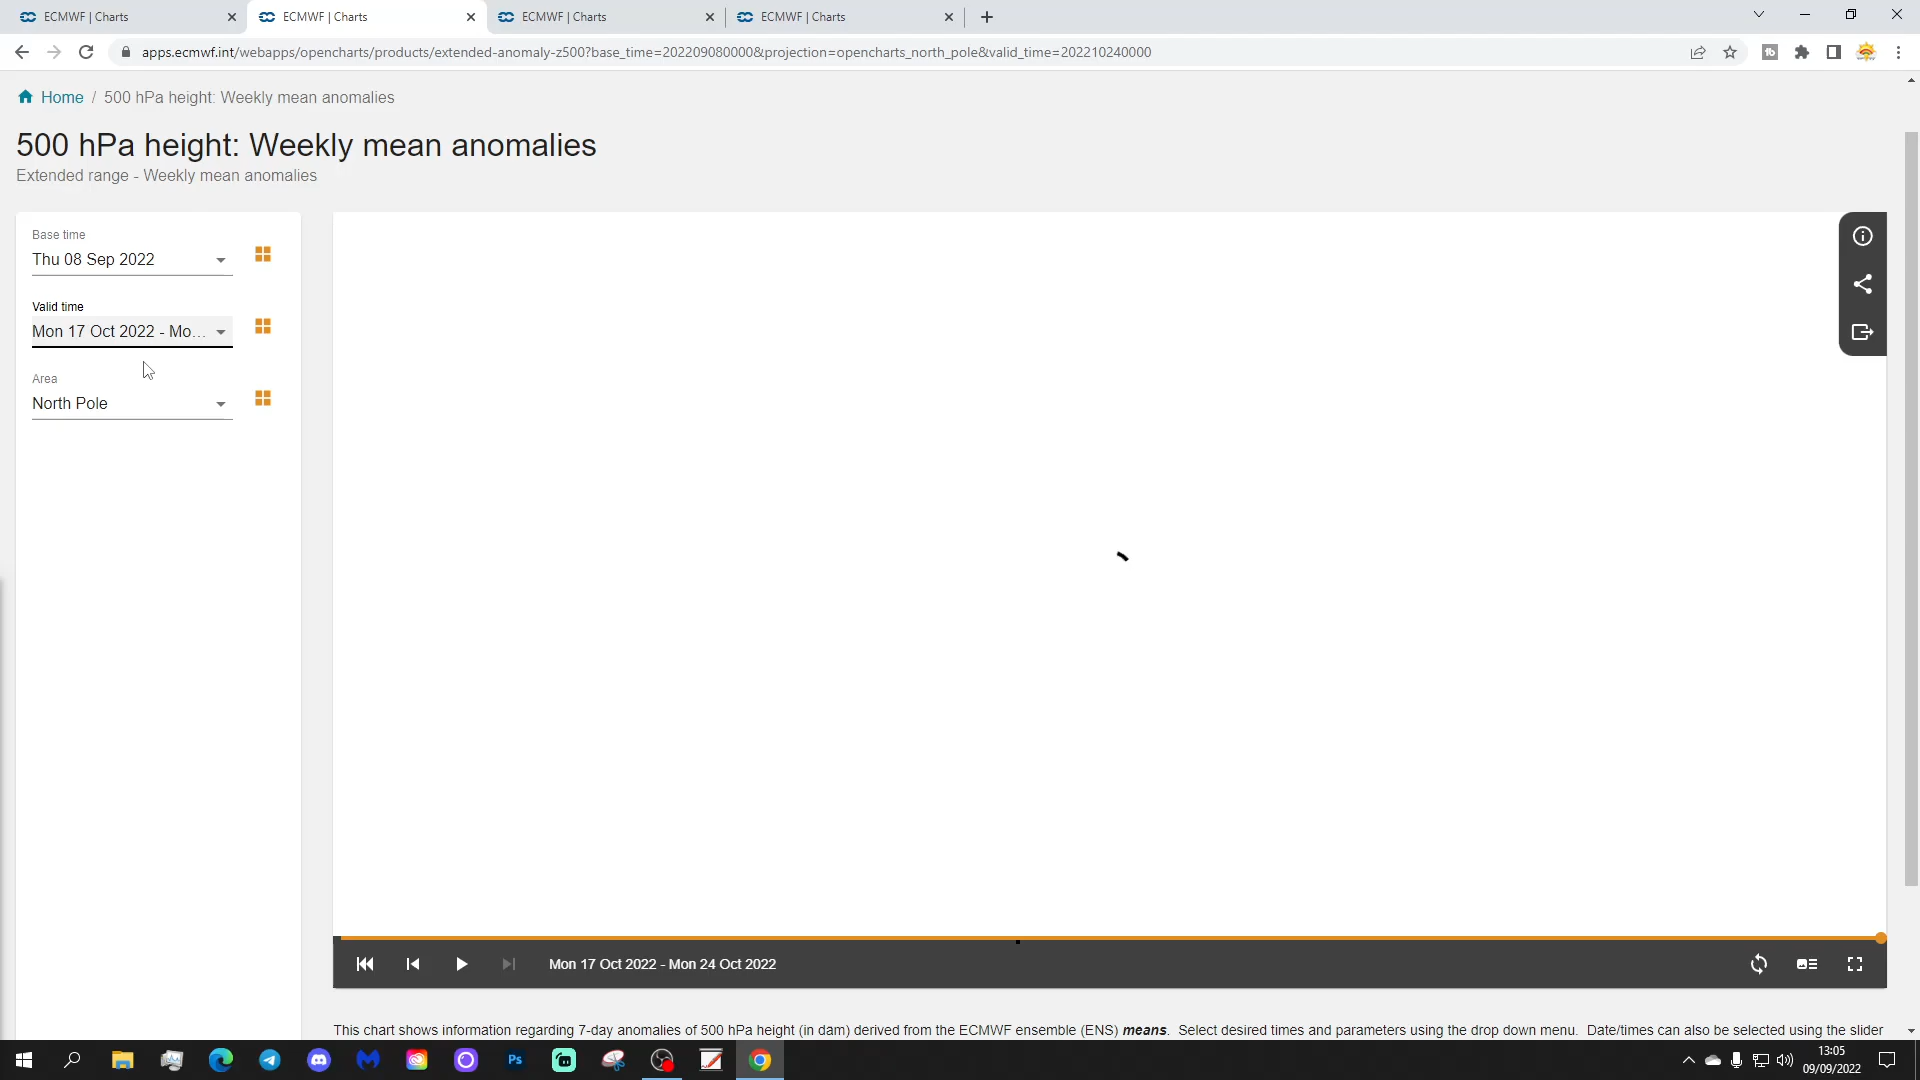 ECMWF | Charts
ECMWF | Charts
ECMWF | Charts
ECMWF | Charts
apps.ecmwf.int/webapps/opencharts/products/extended-anomaly-z500?base_time=202209080000&projection=opencharts_north_pole&valid_time=202210240000
Home / 500 hPa height: Weekly mean anomalies
500 hPa height: Weekly mean anomalies
Extended range - Weekly mean anomalies
Base time
Thu 08 Sep 2022
Valid time
Mon 17 Oct 2022 - Mo...
Area
North Pole
Mon 17 Oct 2022 - Mon 24 Oct 2022
This chart shows information regarding 7-day anomalies of 500 hPa height (in dam) derived from the ECMWF ensemble (ENS) means. Select desired times and parameters using the drop down menu. Date/times can also be selected using the slider
Ps
13:05
09/09/2022